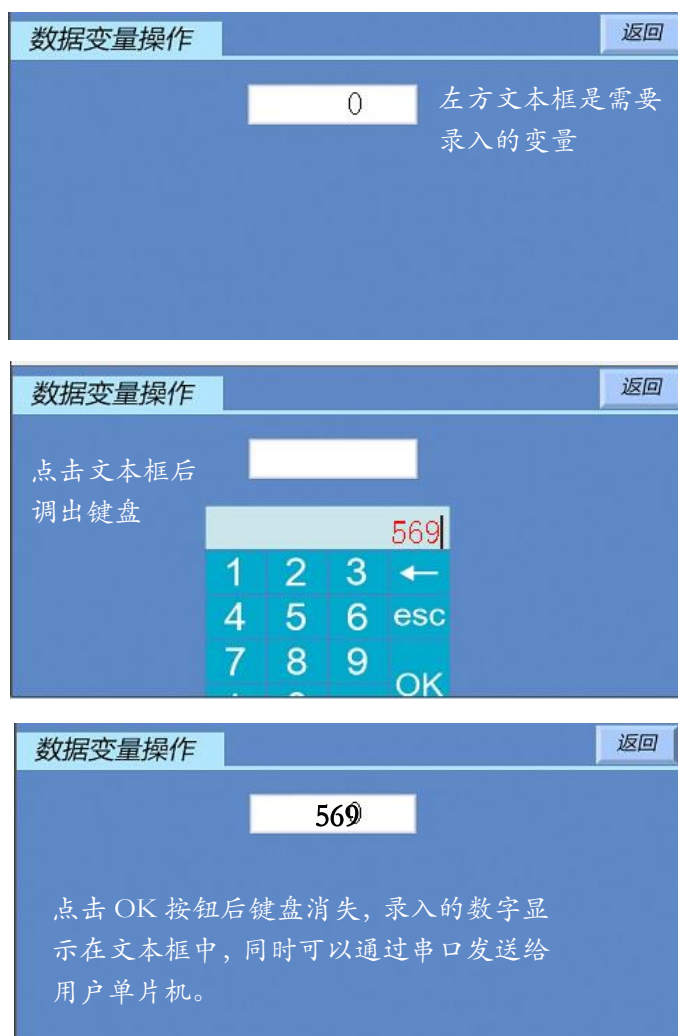 数据变量操作
返回
0
左方文本框是需要
录入的变量
数据变量操作
返回
点击文本框后
调出键盘
569
1 2 3 ←
4 5 6 esc
7 8 9
OK
数据变量操作
返回
569
点击 OK 按钮后键盘消失, 录入的数字显
示在文本框中, 同时可以通过串口发送给
用户单片机。